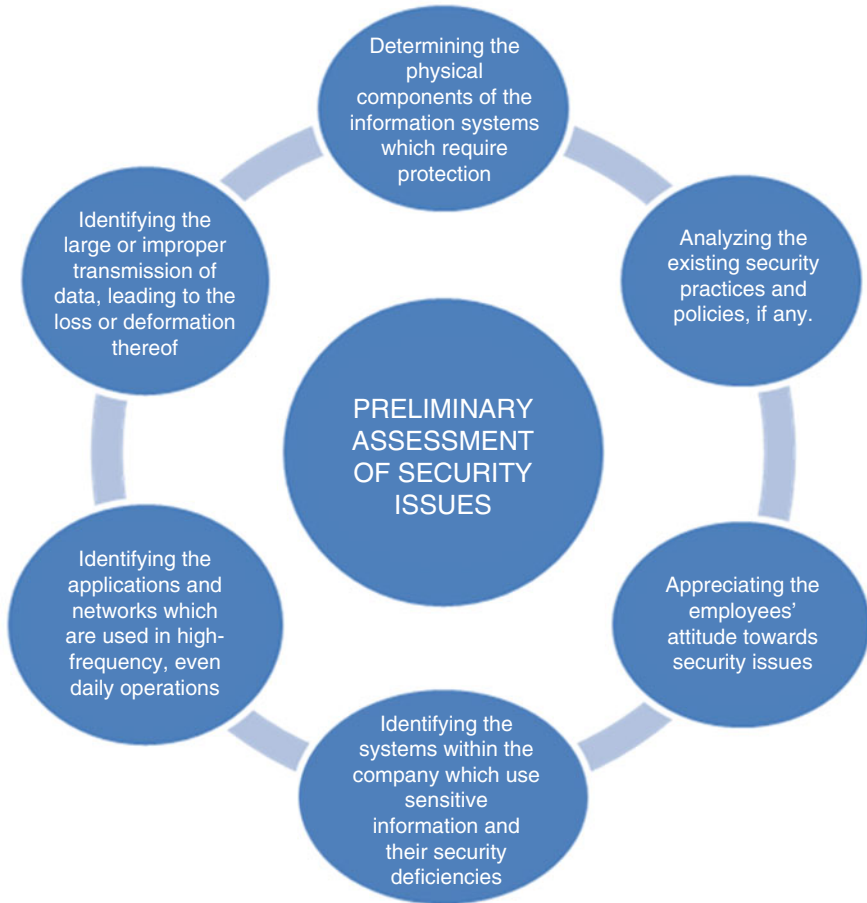 Determining the
physical
components of the
information systems
which require
protection
Analyzing the
existing security
practices and
policies, if any.
Appreciating the
employees'
attitude towards
security issues
Identifying the
systems within the
company which use
sensitive
information and
their security
deficiencies
Identifying the
applications and
networks which
are used in high-
frequency, even
daily operations
Identifying the
large or improper
transmission of
data, leading to the
loss or deformation
thereof
PRELIMINARY
ASSESSMENT
OF SECURITY
ISSUES